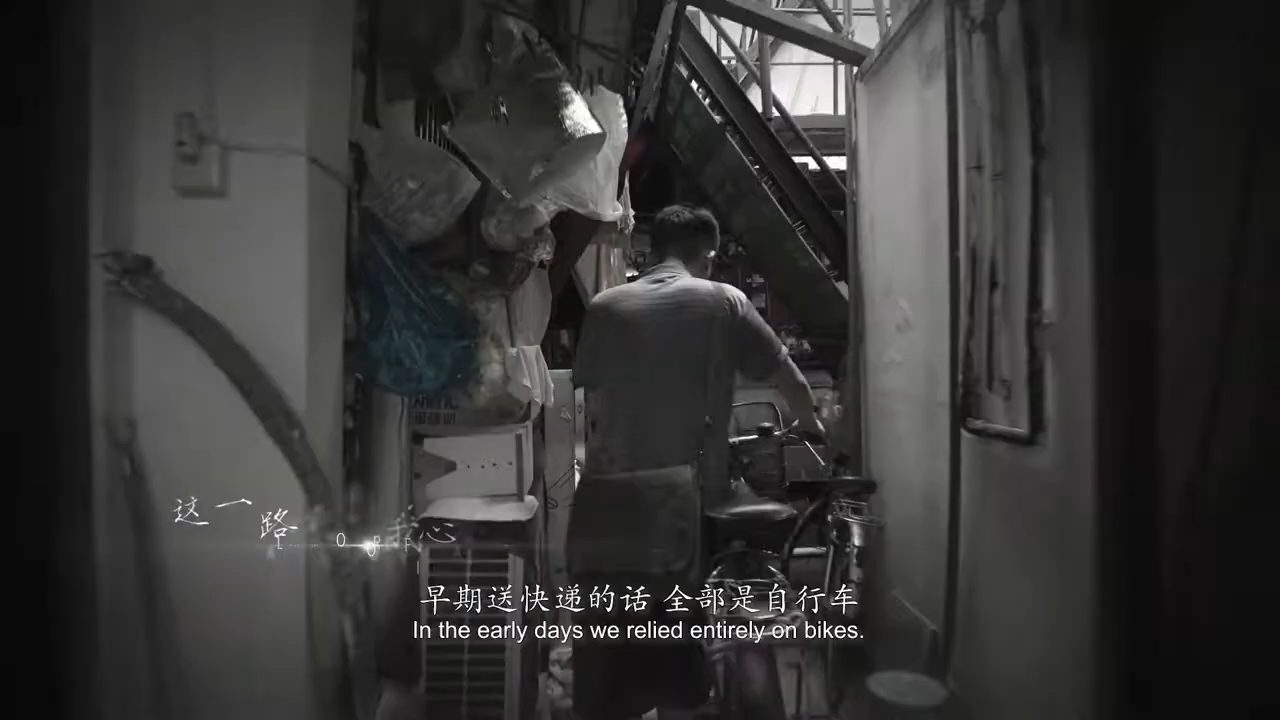 这一路
我心
早期送快递的话 全部是自行车
In the early days we relied entirely on bikes.